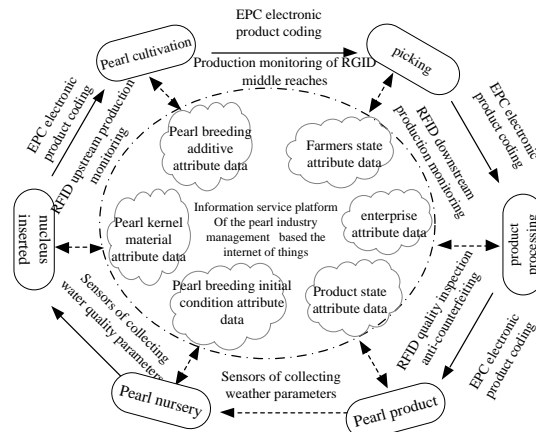 EPC electronic
product coding
Pearl cultivation
picking
Production monitoring of RGID
middle reaches
EPC electronic
product coding
RFID upstream production
monitoring
RFID downstream
production monitoring
EPC electronic
product coding
Pearl breeding
additive
attribute data
Farmers state
attribute data
Pearl kernel
material
attribute data
Information service platform
Of the pearl industry
management based the
internet of things
enterprise
attribute data
nucleus
inserted
product
processing
Pearl breeding initial
condition attribute
data
Product state
attribute data
Sensors of collecting
water quality parameters
RFID quality inspection
anti-counterfeiting
EPC electronic
product coding
Sensors of collecting
weather parameters
Pearl nursery
Pearl product